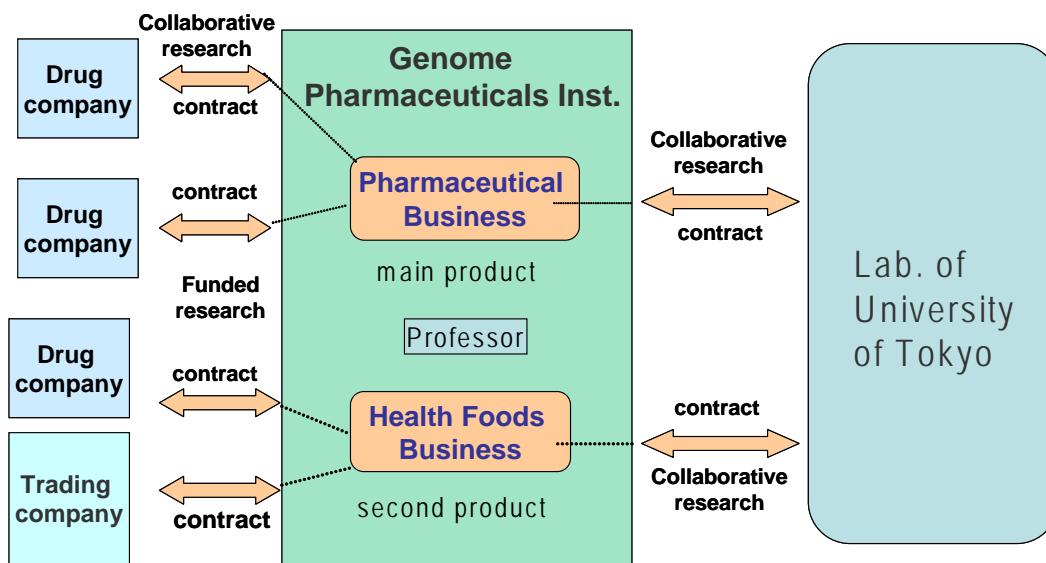 Collaborative
research
Drug
company
contract
contract
Drug
company
Funded
research
Drug
company
contract
Trading
company
contract
Genome
Pharmaceuticals Inst.
Pharmaceutical
Business
main product
Professor
Health Foods
Business
second product
Collaborative
research
contract
contract
Collaborative
research
Lab. of
University
of Tokyo